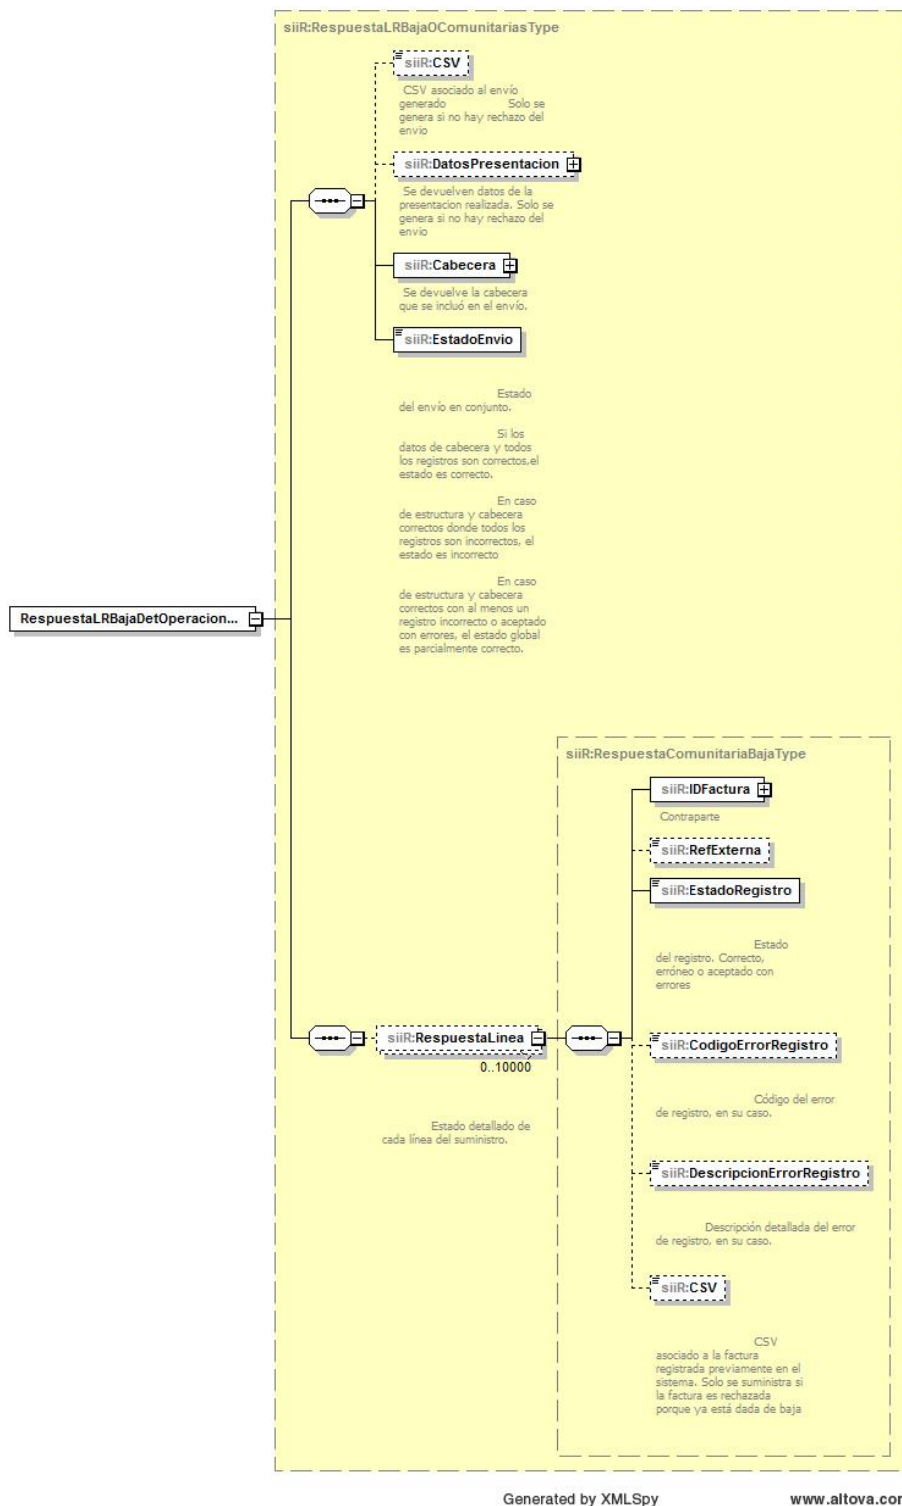 siiR:RespuestaLRBajaOComunitariasType
siiR:CSV
CSV asociado al envío
generado Solo se
genera si no hay rechazo del
envio
siiR:DatosPresentacion
Se devuelven datos de la
presentacion realizada. Solo se
genera si no hay rechazo del
envio
siiR:Cabecera
Se devuelve la cabecera
que se incluó en el envío.
siiR:EstadoEnvio
Estado
del envío en conjunto.
Si los
datos de cabecera y todos
los registros son correctos,el
estado es correcto.
En caso
de estructura y cabecera
correctos donde todos los
registros son incorrectos, el
estado es incorrecto
En caso
de estructura y cabecera
correctos con al menos un
registro incorrecto o aceptado
con errores, el estado global
es parcialmente correcto.
RespuestaLRBajaDetOperacion...
siiR:RespuestaComunitariaBajaType
siiR:IDFactura
Contraparte
siiR:RefExterna
siiR:EstadoRegistro
Estado
del registro. Correcto,
erróneo o aceptado con
errores
siiR:RespuestaLinea
0..10000
Estado detallado de
cada línea del suministro.
siiR:CodigoErrorRegistro
Código del error
de registro, en su caso.
siiR:DescripcionErrorRegistro
Descripción detallada del error
de registro, en su caso.
siiR:CSV
CSV
asociado a la factura
registrada previamente en el
sistema. Solo se suministra si
la factura es rechazada
porque ya está dada de baja
Generated by XMLSpy
www.altova.com